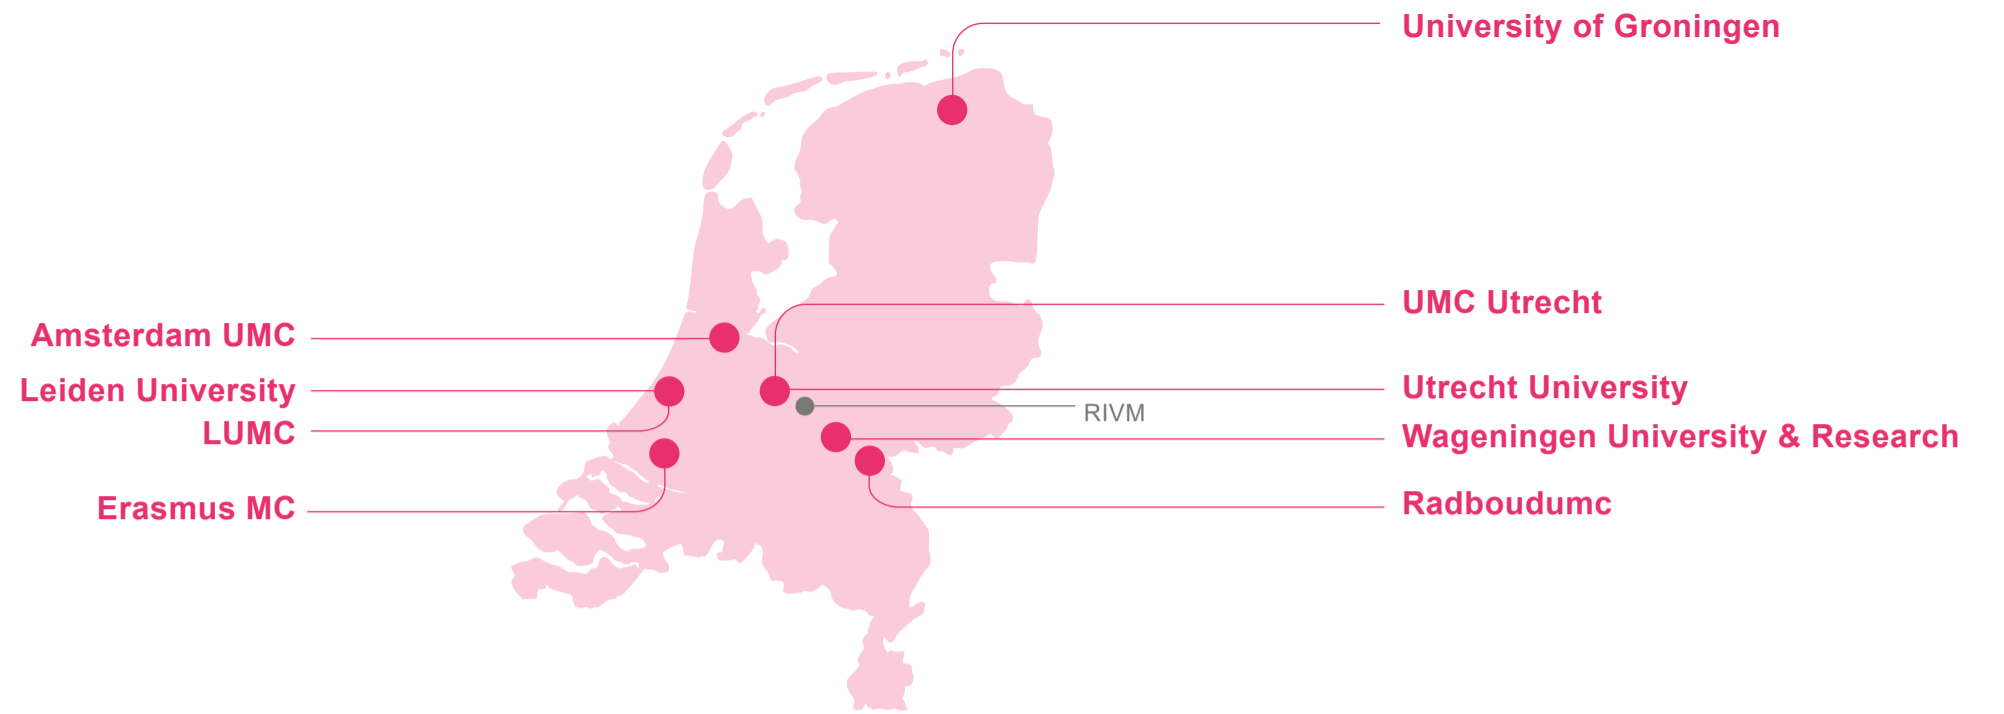 University of Groningen
Amsterdam UMC
Leiden University
LUMC
Erasmus MC
UMC Utrecht
Utrecht University
RIVM
Wageningen University & Research
Radboudumc